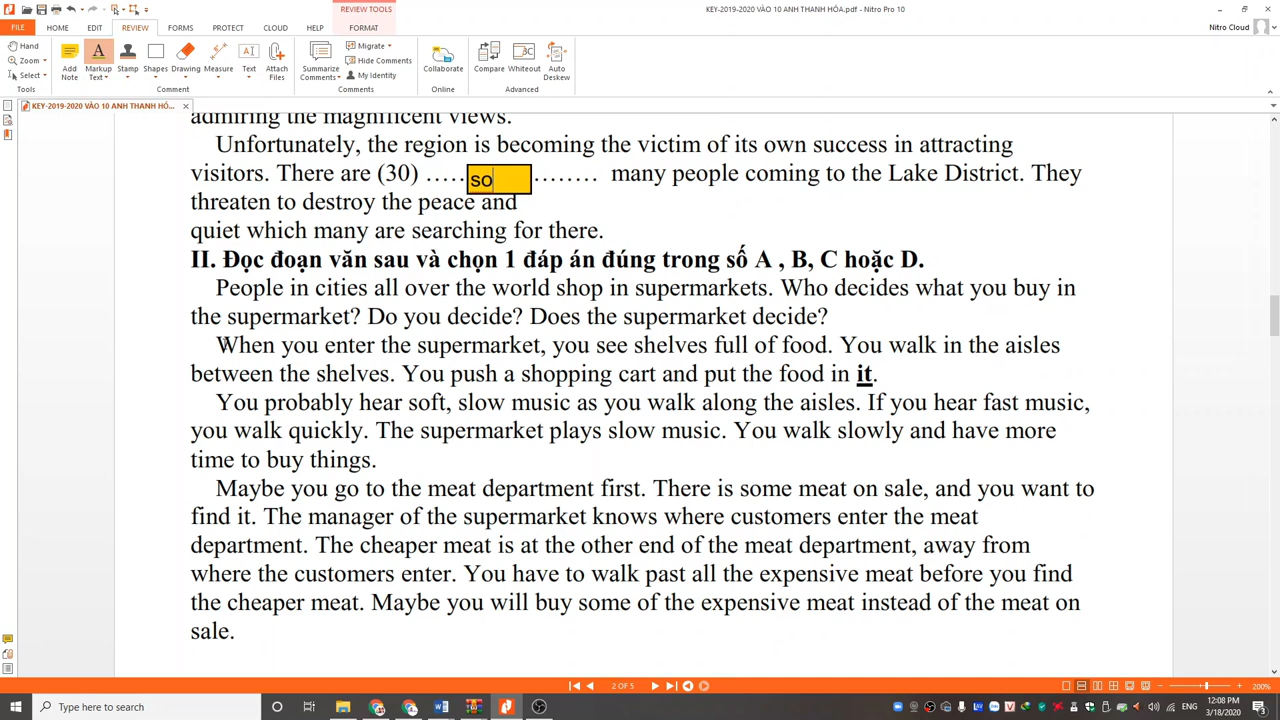 REVIEW TOOLS
KEY-2019-2020 VÀO 10 ANH THANH HÓA.pdf - Nitro Pro 10
FILE HOME EDIT REVIEW FORMS PROTECT CLOUD HELP FORMAT
Nitro Cloud
Hand
Zoom
Select
Add Note
Markup Text
Stamp
Shapes
Drawing
Measure
Text
Attach Files
Summarize Comments
Migrate
Hide Comments
My Identity
Collaborate
Compare
Whiteout
Auto Deskew
Tools
Comment
Comments
Online
Advanced
KEY-2019-2020 VÀO 10 ANH THANH HÓ...
admiring the magnificent views.
Unfortunately, the region is becoming the victim of its own success in attracting
visitors. There are (30) ..... so ........ many people coming to the Lake District. They
threaten to destroy the peace and
quiet which many are searching for there.
II. Đọc đoạn văn sau và chọn 1 đáp án đúng trong số A , B, C hoặc D.
People in cities all over the world shop in supermarkets. Who decides what you buy in
the supermarket? Do you decide? Does the supermarket decide?
When you enter the supermarket, you see shelves full of food. You walk in the aisles
between the shelves. You push a shopping cart and put the food in it.
You probably hear soft, slow music as you walk along the aisles. If you hear fast music,
you walk quickly. The supermarket plays slow music. You walk slowly and have more
time to buy things.
Maybe you go to the meat department first. There is some meat on sale, and you want to
find it. The manager of the supermarket knows where customers enter the meat
department. The cheaper meat is at the other end of the meat department, away from
where the customers enter. You have to walk past all the expensive meat before you find
the cheaper meat. Maybe you will buy some of the expensive meat instead of the meat on
sale.
2 OF 5
200%
Type here to search
12:08 PM
3/18/2020